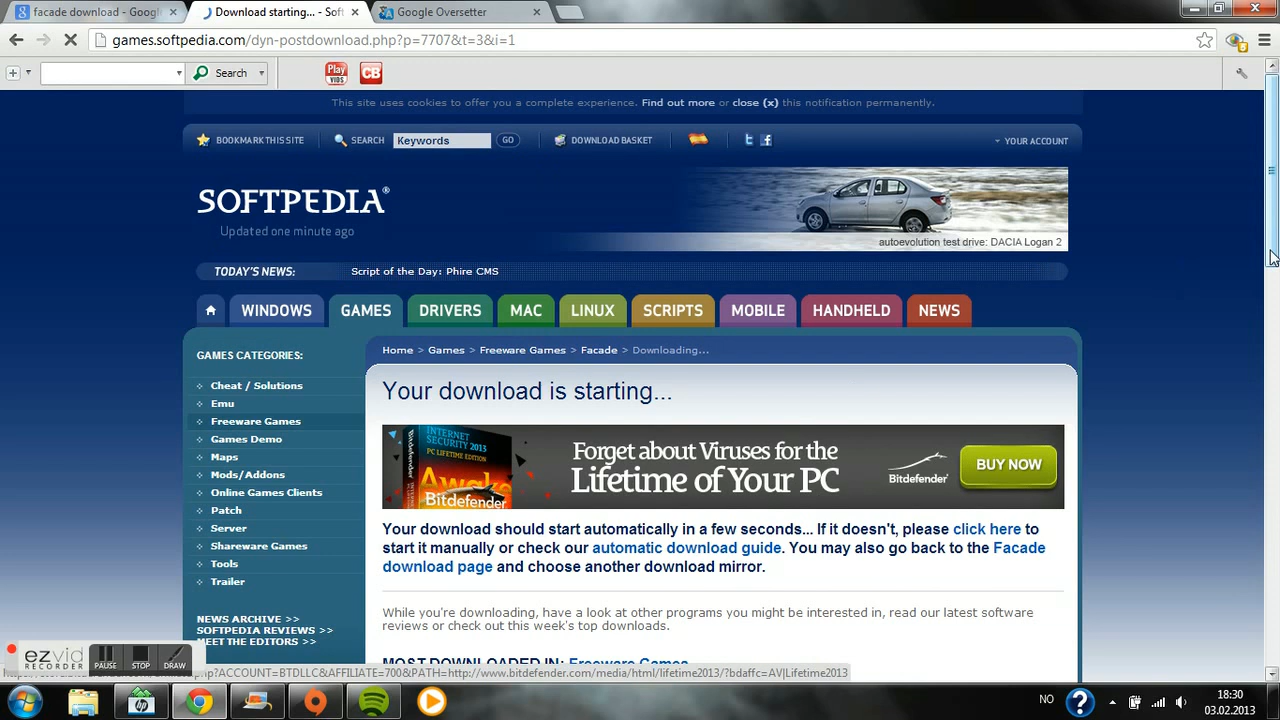 facade download - Googl
Download starting... - Soft
Google Oversetter
games.softpedia.com/dyn-postdownload.php?p=7707&t=3&i=1
Search
Play
VIDS
CB
This site uses cookies to offer you a complete experience. Find out more or close (x) this notification permanently.
BOOKMARK THIS SITE
SEARCH
Keywords
GO
DOWNLOAD BASKET
YOUR ACCOUNT
SOFTPEDIA®
Updated one minute ago
autoevolution test drive: DACIA Logan 2
TODAY'S NEWS:
Script of the Day: Phire CMS
WINDOWS
GAMES
DRIVERS
MAC
LINUX
SCRIPTS
MOBILE
HANDHELD
NEWS
GAMES CATEGORIES:
Cheat / Solutions
Emu
Freeware Games
Games Demo
Maps
Mods/Addons
Online Games Clients
Patch
Server
Shareware Games
Tools
Trailer
NEWS ARCHIVE >>
SOFTPEDIA REVIEWS >>
MEET THE EDITORS >>
Home > Games > Freeware Games > Facade > Downloading...
Your download is starting...
INTERNET
SECURITY 2013
PC LIFETIME EDITION
Awake
Bitdefender
Forget about Viruses for the
Lifetime of Your PC
Bitdefender
BUY NOW
Your download should start automatically in a few seconds... If it doesn't, please click here to
start it manually or check our automatic download guide. You may also go back to the Facade
download page and choose another download mirror.
While you're downloading, have a look at other programs you might be interested in, read our latest software
reviews or check out this week's top downloads.
MOST DOWNLOADED IN: Freeware Games
ezvid
RECORDER
PAUSE
STOP
DRAW
.php?ACCOUNT=BTDLLC&AFFILIATE=700&PATH=http://www.bitdefender.com/media/html/lifetime2013/?bdaffc=AV|Lifetime2013
NO
18:30
03.02.2013